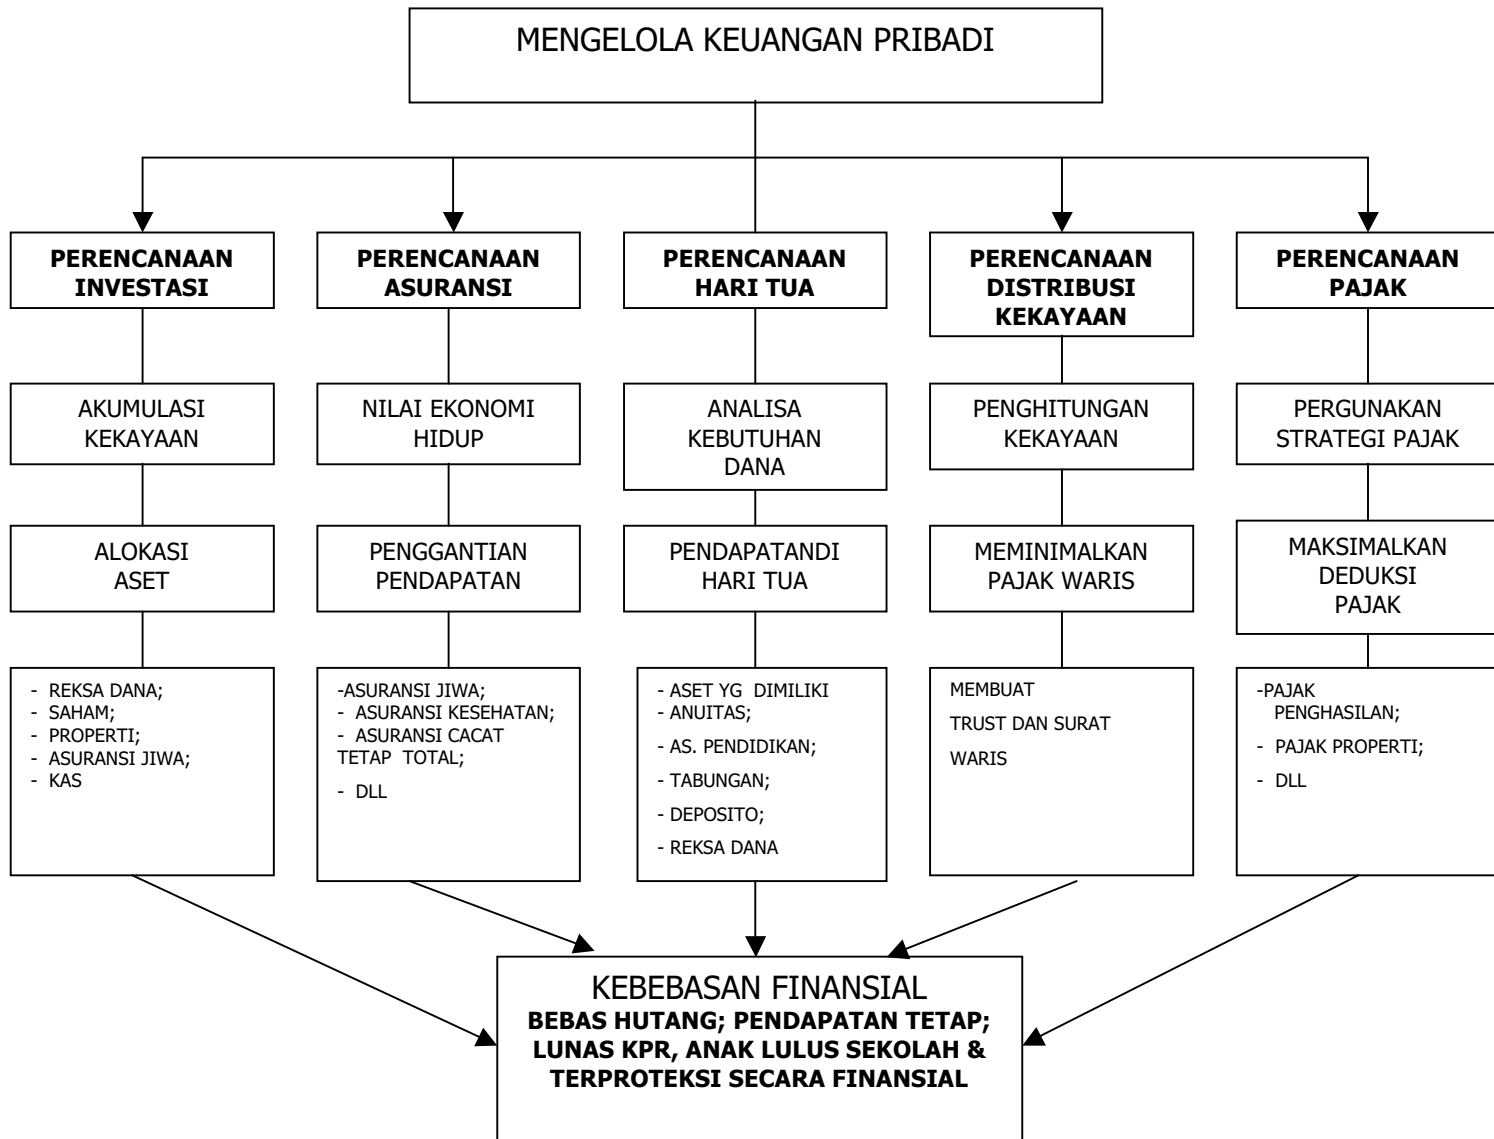 MENGELOLA KEUANGAN PRIBADI
PERENCANAAN
INVESTASI
PERENCANAAN
ASURANSI
PERENCANAAN
HARI TUA
PERENCANAAN
DISTRIBUSI
KEKAYAAN
PERENCANAAN
PAJAK
AKUMULASI
KEKAYAAN
NILAI EKONOMI
HIDUP
ANALISA
KEBUTUHAN
DANA
PENGHITUNGAN
KEKAYAAN
PERGUNAKAN
STRATEGI PAJAK
ALOKASI
ASET
PENGGANTIAN
PENDAPATAN
PENDAPATANDI
HARI TUA
MEMINIMALKAN
PAJAK WARIS
MAKSIMALKAN
DEDUKSI
PAJAK
- REKSA DANA;
- SAHAM;
- PROPERTI;
- ASURANSI JIWA;
- KAS
-ASURANSI JIWA;
- ASURANSI KESEHATAN;
- ASURANSI CACAT
TETAP TOTAL;
- DLL
- ASET YG DIMILIKI
- ANUITAS;
- AS. PENDIDIKAN;
- TABUNGAN;
- DEPOSITO;
- REKSA DANA
MEMBUAT
TRUST DAN SURAT
WARIS
-PAJAK
PENGHASILAN;
- PAJAK PROPERTI;
- DLL
KEBEBASAN FINANSIAL
BEBAS HUTANG; PENDAPATAN TETAP;
LUNAS KPR, ANAK LULUS SEKOLAH &
TERPROTEKSI SECARA FINANSIAL